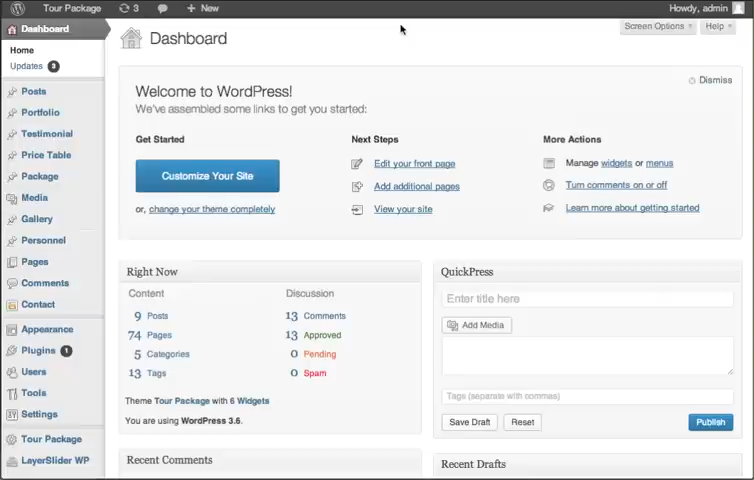 Tour Package 3 + New Howdy, admin
Dashboard
Home
Updates 3
Posts
Portfolio
Testimonial
Price Table
Package
Media
Gallery
Personnel
Pages
Comments
Contact
Appearance
Plugins 1
Users
Tools
Settings
Tour Package
LayerSlider WP
Screen Options Help
Dashboard
Dismiss
Welcome to WordPress!
We've assembled some links to get you started:
Get Started
Customize Your Site
or, change your theme completely
Next Steps
Edit your front page
Add additional pages
View your site
More Actions
Manage widgets or menus
Turn comments on or off
Learn more about getting started
Right Now
Content Discussion
9 Posts 13 Comments
74 Pages 13 Approved
5 Categories 0 Pending
13 Tags 0 Spam
Theme Tour Package with 6 Widgets
You are using WordPress 3.6.
Recent Comments
QuickPress
Enter title here
Add Media
Tags (separate with commas)
Save Draft Reset Publish
Recent Drafts